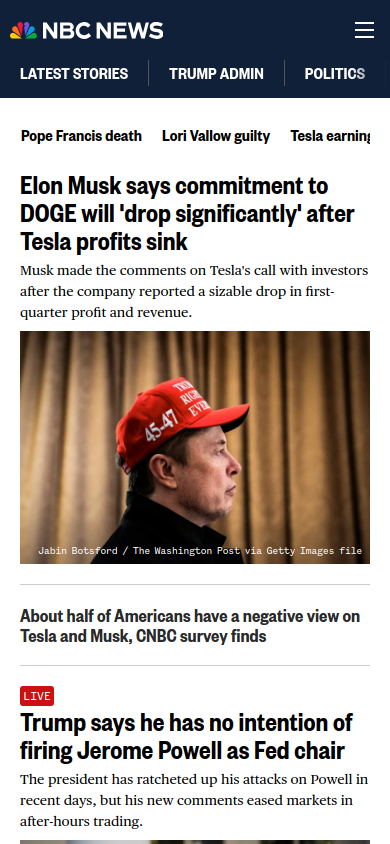 NBC NEWS
LATEST STORIES
TRUMP ADMIN
POLITICS
Pope Francis death
Lori Vallow guilty
Tesla earning
Elon Musk says commitment to
DOGE will 'drop significantly' after
Tesla profits sink
Musk made the comments on Tesla's call with investors
after the company reported a sizable drop in first-
quarter profit and revenue.
TRUMP
RIGHT
EVER
45-47
Jabin Botsford / The Washington Post via Getty Images file
About half of Americans have a negative view on
Tesla and Musk, CNBC survey finds
LIVE
Trump says he has no intention of
firing Jerome Powell as Fed chair
The president has ratcheted up his attacks on Powell in
recent days, but his new comments eased markets in
after-hours trading.